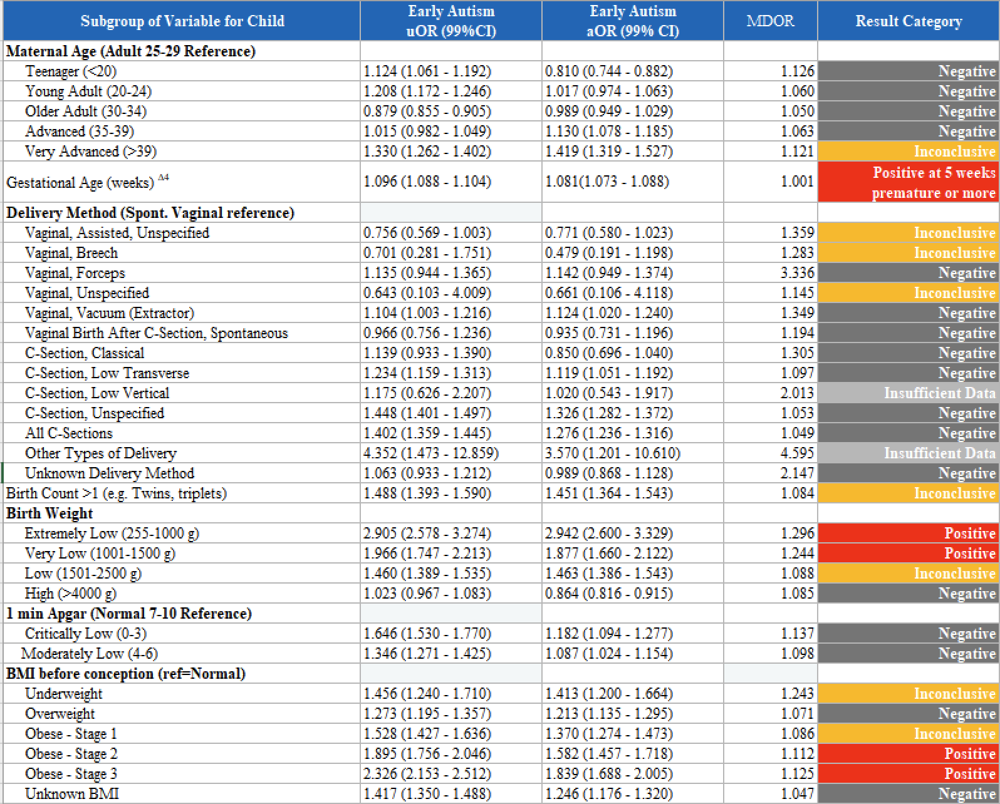 Subgroup of Variable for Child | Early Autism uOR (99%CI) | Early Autism aOR (99% CI) | MDOR | Result Category
Maternal Age (Adult 25-29 Reference)
Teenager (<20) | 1.124 (1.061 - 1.192) | 0.810 (0.744 - 0.882) | 1.126 | Negative
Young Adult (20-24) | 1.208 (1.172 - 1.246) | 1.017 (0.974 - 1.063) | 1.060 | Negative
Older Adult (30-34) | 0.879 (0.855 - 0.905) | 0.989 (0.949 - 1.029) | 1.050 | Negative
Advanced (35-39) | 1.015 (0.982 - 1.049) | 1.130 (1.078 - 1.185) | 1.063 | Negative
Very Advanced (>39) | 1.330 (1.262 - 1.402) | 1.419 (1.319 - 1.527) | 1.121 | Inconclusive
Gestational Age (weeks) Δ4 | 1.096 (1.088 - 1.104) | 1.081(1.073 - 1.088) | 1.001 | Positive at 5 weeks premature or more
Delivery Method (Spont. Vaginal reference)
Vaginal, Assisted, Unspecified | 0.756 (0.569 - 1.003) | 0.771 (0.580 - 1.023) | 1.359 | Inconclusive
Vaginal, Breech | 0.701 (0.281 - 1.751) | 0.479 (0.191 - 1.198) | 1.283 | Inconclusive
Vaginal, Forceps | 1.135 (0.944 - 1.365) | 1.142 (0.949 - 1.374) | 3.336 | Negative
Vaginal, Unspecified | 0.643 (0.103 - 4.009) | 0.661 (0.106 - 4.118) | 1.145 | Inconclusive
Vaginal, Vacuum (Extractor) | 1.104 (1.003 - 1.216) | 1.124 (1.020 - 1.240) | 1.349 | Negative
Vaginal Birth After C-Section, Spontaneous | 0.966 (0.756 - 1.236) | 0.935 (0.731 - 1.196) | 1.194 | Negative
C-Section, Classical | 1.139 (0.933 - 1.390) | 0.850 (0.696 - 1.040) | 1.305 | Negative
C-Section, Low Transverse | 1.234 (1.159 - 1.313) | 1.119 (1.051 - 1.192) | 1.097 | Negative
C-Section, Low Vertical | 1.175 (0.626 - 2.207) | 1.020 (0.543 - 1.917) | 2.013 | Insufficient Data
C-Section, Unspecified | 1.448 (1.401 - 1.497) | 1.326 (1.282 - 1.372) | 1.053 | Negative
All C-Sections | 1.402 (1.359 - 1.445) | 1.276 (1.236 - 1.316) | 1.049 | Negative
Other Types of Delivery | 4.352 (1.473 - 12.859) | 3.570 (1.201 - 10.610) | 4.595 | Insufficient Data
Unknown Delivery Method | 1.063 (0.933 - 1.212) | 0.989 (0.868 - 1.128) | 2.147 | Negative
Birth Count >1 (e.g. Twins, triplets) | 1.488 (1.393 - 1.590) | 1.451 (1.364 - 1.543) | 1.084 | Inconclusive
Birth Weight
Extremely Low (255-1000 g) | 2.905 (2.578 - 3.274) | 2.942 (2.600 - 3.329) | 1.296 | Positive
Very Low (1001-1500 g) | 1.966 (1.747 - 2.213) | 1.877 (1.660 - 2.122) | 1.244 | Positive
Low (1501-2500 g) | 1.460 (1.389 - 1.535) | 1.463 (1.386 - 1.543) | 1.088 | Inconclusive
High (>4000 g) | 1.023 (0.967 - 1.083) | 0.864 (0.816 - 0.915) | 1.085 | Negative
1 min Apgar (Normal 7-10 Reference)
Critically Low (0-3) | 1.646 (1.530 - 1.770) | 1.182 (1.094 - 1.277) | 1.137 | Negative
Moderately Low (4-6) | 1.346 (1.271 - 1.425) | 1.087 (1.024 - 1.154) | 1.098 | Negative
BMI before conception (ref=Normal)
Underweight | 1.456 (1.240 - 1.710) | 1.413 (1.200 - 1.664) | 1.243 | Inconclusive
Overweight | 1.273 (1.195 - 1.357) | 1.213 (1.135 - 1.295) | 1.071 | Negative
Obese - Stage 1 | 1.528 (1.427 - 1.636) | 1.370 (1.274 - 1.473) | 1.086 | Inconclusive
Obese - Stage 2 | 1.895 (1.756 - 2.046) | 1.582 (1.457 - 1.718) | 1.112 | Positive
Obese - Stage 3 | 2.326 (2.153 - 2.512) | 1.839 (1.688 - 2.005) | 1.125 | Positive
Unknown BMI | 1.417 (1.350 - 1.488) | 1.246 (1.176 - 1.320) | 1.047 | Negative